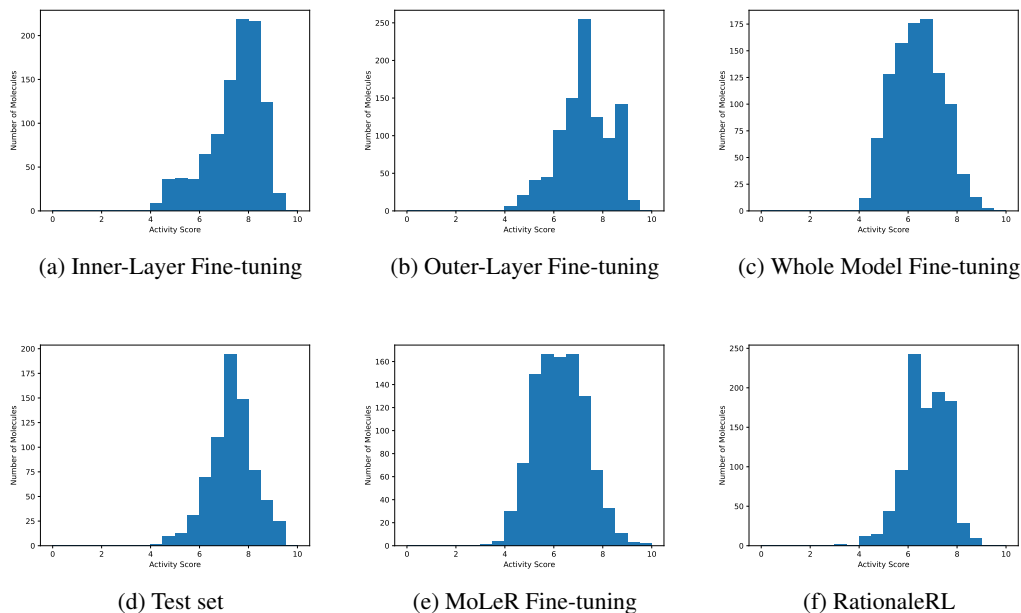 200
150
100
50
0
Number of Molecules
0 2 4 6 8 10
Activity Score
(a) Inner-Layer Fine-tuning
250
200
150
100
50
0
Number of Molecules
0 2 4 6 8 10
Activity Score
(b) Outer-Layer Fine-tuning
175
150
125
100
75
50
25
0
Number of Molecules
0 2 4 6 8 10
Activity Score
(c) Whole Model Fine-tuning
200
175
150
125
100
75
50
25
0
Number of Molecules
0 2 4 6 8 10
Activity Score
(d) Test set
160
140
120
100
80
60
40
20
0
Number of Molecules
0 2 4 6 8 10
Activity Score
(e) MoLeR Fine-tuning
250
200
150
100
50
0
Number of Molecules
0 2 4 6 8 10
Activity Score
(f) RationaleRL